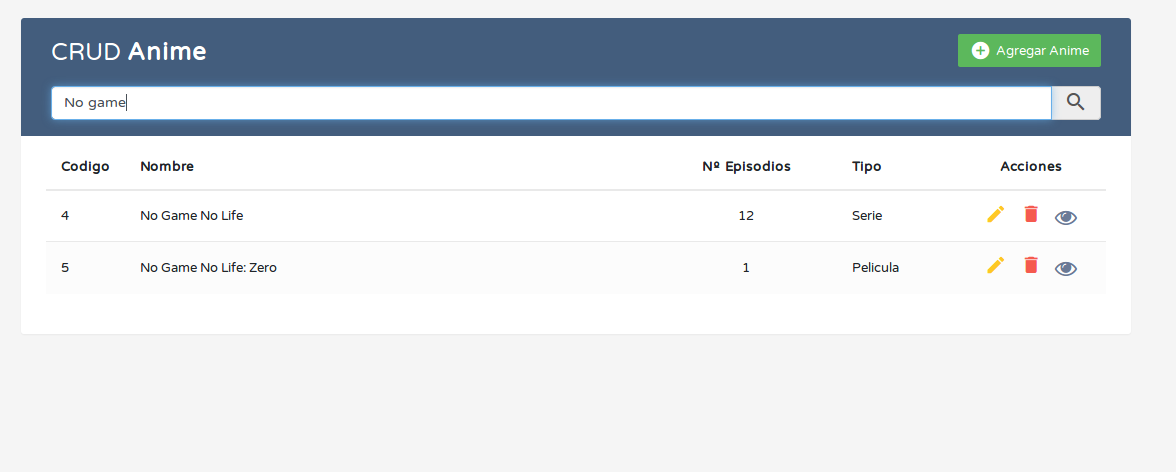 CRUD Anime
Agregar Anime
No game
Codigo Nombre Nº Episodios Tipo Acciones
4 No Game No Life 12 Serie
5 No Game No Life: Zero 1 Pelicula